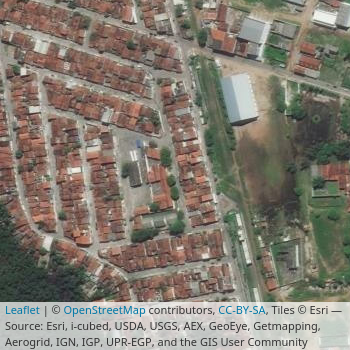 Leaflet | © OpenStreetMap contributors, CC-BY-SA, Tiles © Esri —
Source: Esri, i-cubed, USDA, USGS, AEX, GeoEye, Getmapping,
Aerogrid, IGN, IGP, UPR-EGP, and the GIS User Community